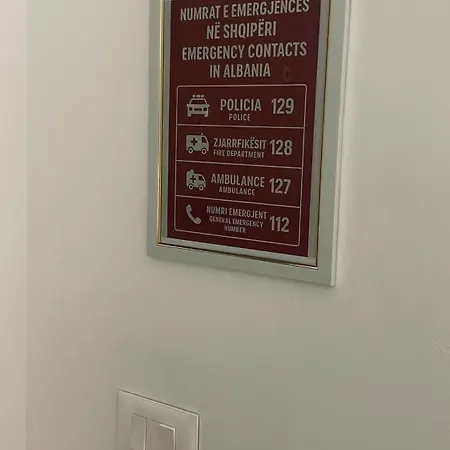 NUMRAT E EMERGJENCËS
NË SHQIPËRI
EMERGENCY CONTACTS
IN ALBANIA
POLICIA 129
POLICE
ZJARRFIKËSIT 128
FIRE DEPARTMENT
AMBULANCE 127
AMBULANCE
NUMRI EMERGJENT 112
GENERAL EMERGENCY
NUMBER